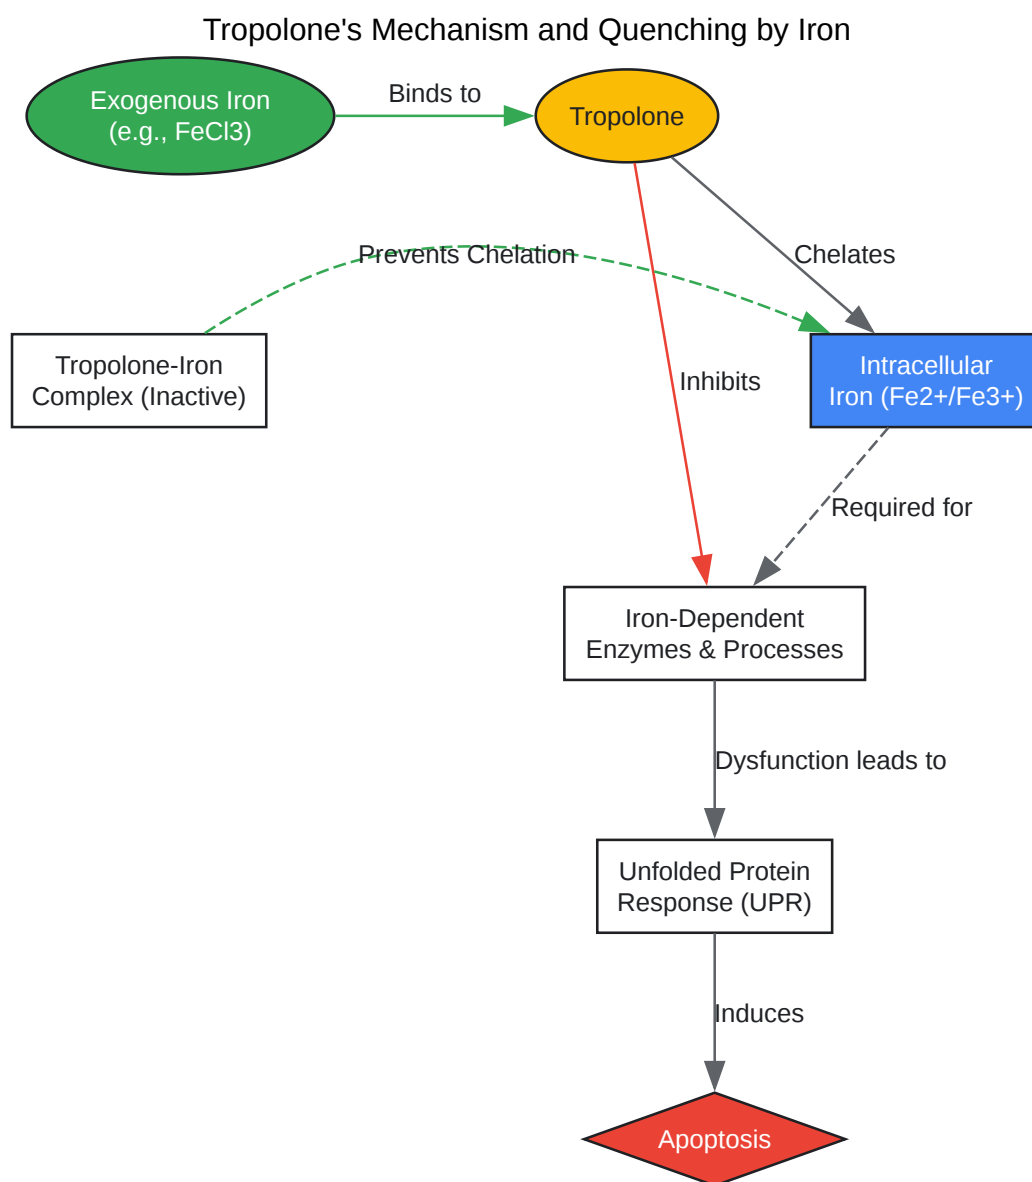 Tropolone's Mechanism and Quenching by Iron
Exogenous Iron
(e.g., FeCl3)
Binds to
Tropolone
Prevents Chelation
Chelates
Tropolone-Iron
Complex (Inactive)
Intracellular
Iron (Fe2+/Fe3+)
Inhibits
Required for
Iron-Dependent
Enzymes & Processes
Dysfunction leads to
Unfolded Protein
Response (UPR)
Induces
Apoptosis